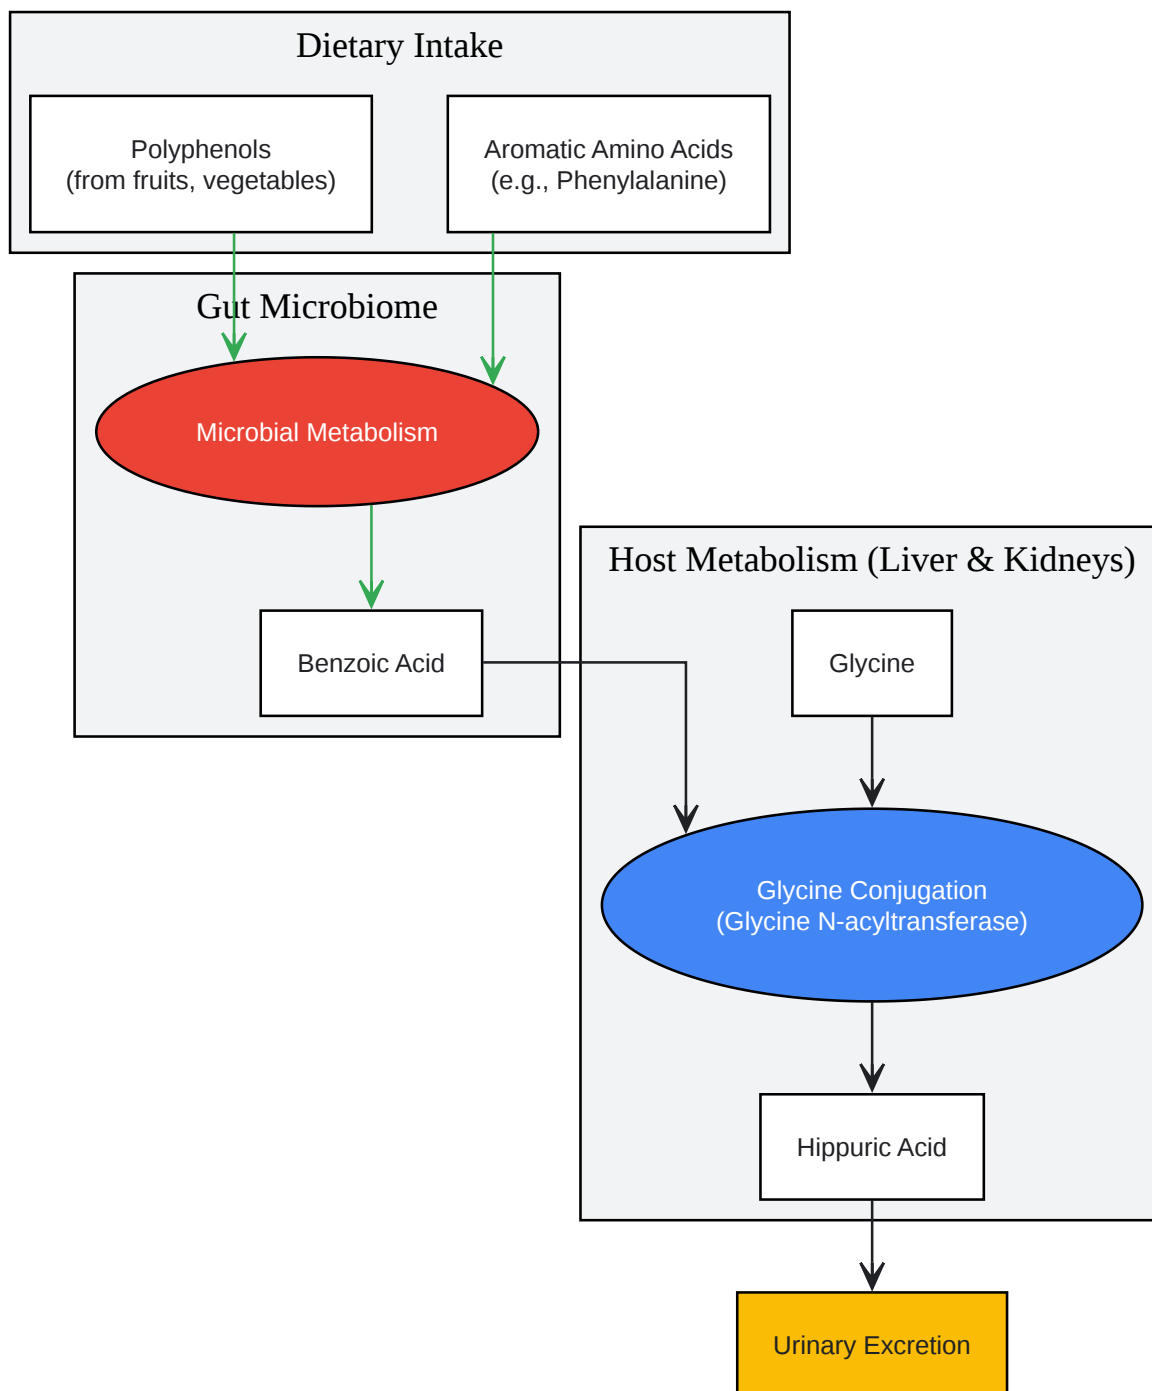 Dietary Intake
Polyphenols
(from fruits, vegetables)
Aromatic Amino Acids
(e.g., Phenylalanine)
Gut Microbiome
Microbial Metabolism
Benzoic Acid
Host Metabolism (Liver & Kidneys)
Glycine
Glycine Conjugation
(Glycine N-acyltransferase)
Hippuric Acid
Urinary Excretion